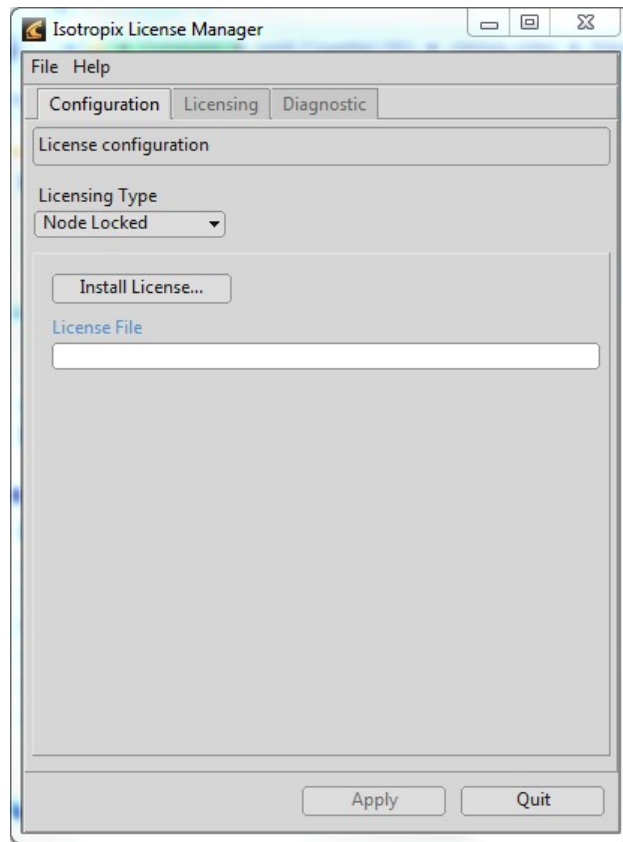 Isotropix License Manager
File Help
Configuration Licensing Diagnostic
License configuration
Licensing Type
Node Locked
Install License...
License File
Apply Quit